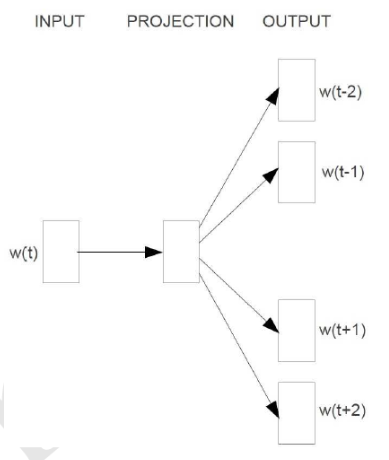 INPUT PROJECTION OUTPUT
w(t-2)
w(t-1)
w(t)
w(t+1)
w(t+2)